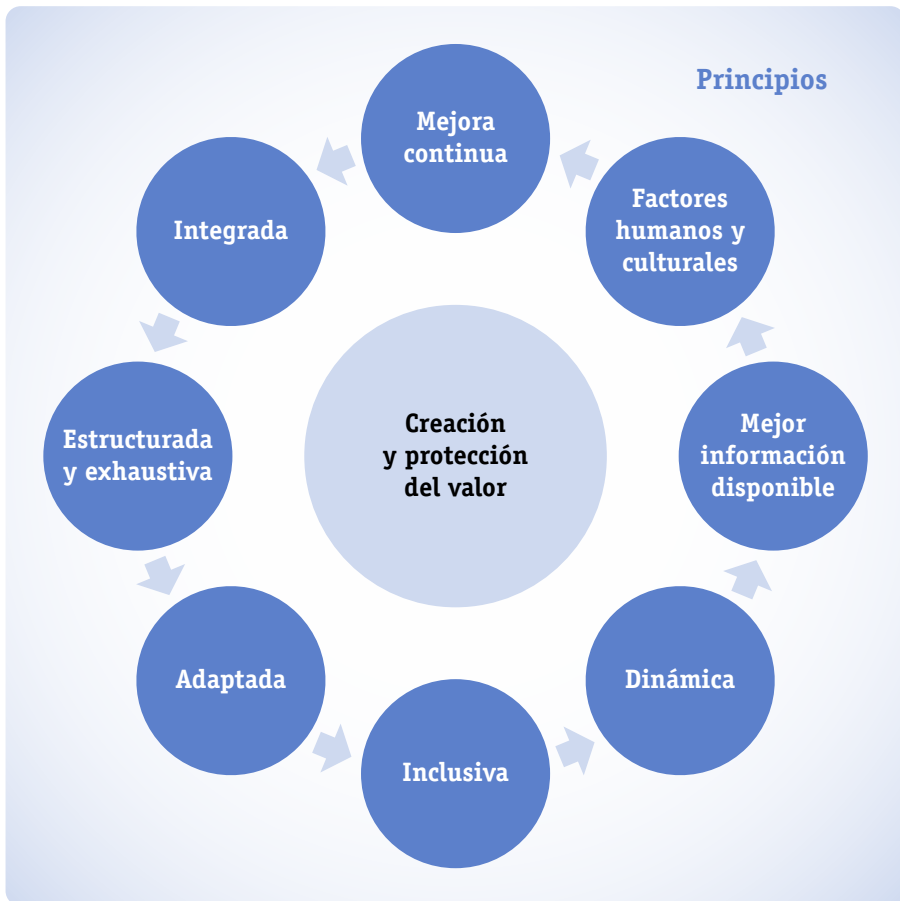 Principios
Mejora
continua
Integrada
Estructurada
y exhaustiva
Adaptada
Inclusiva
Dinámica
Mejor
información
disponible
Factores
humanos y
culturales
Creación
y protección
del valor